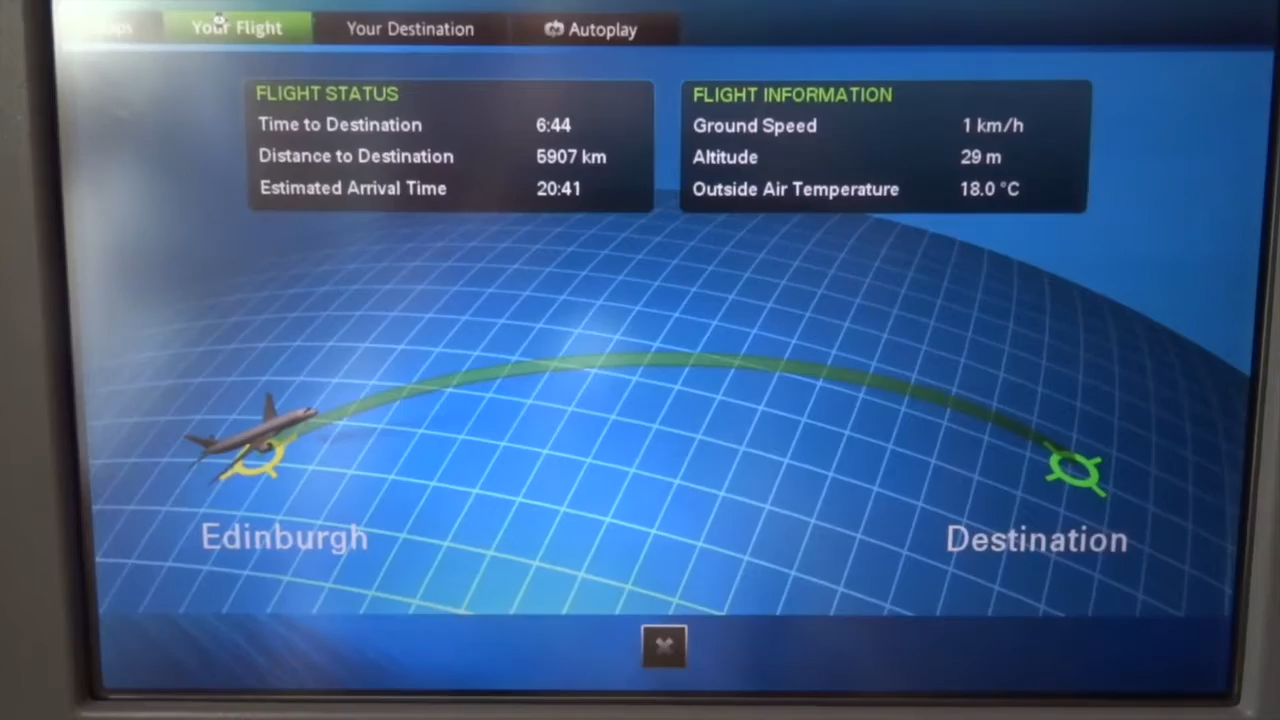 Your Flight
Your Destination
Autoplay
FLIGHT STATUS
Time to Destination 6:44
Distance to Destination 5907 km
Estimated Arrival Time 20:41
FLIGHT INFORMATION
Ground Speed 1 km/h
Altitude 29 m
Outside Air Temperature 18.0 °C
Edinburgh
Destination